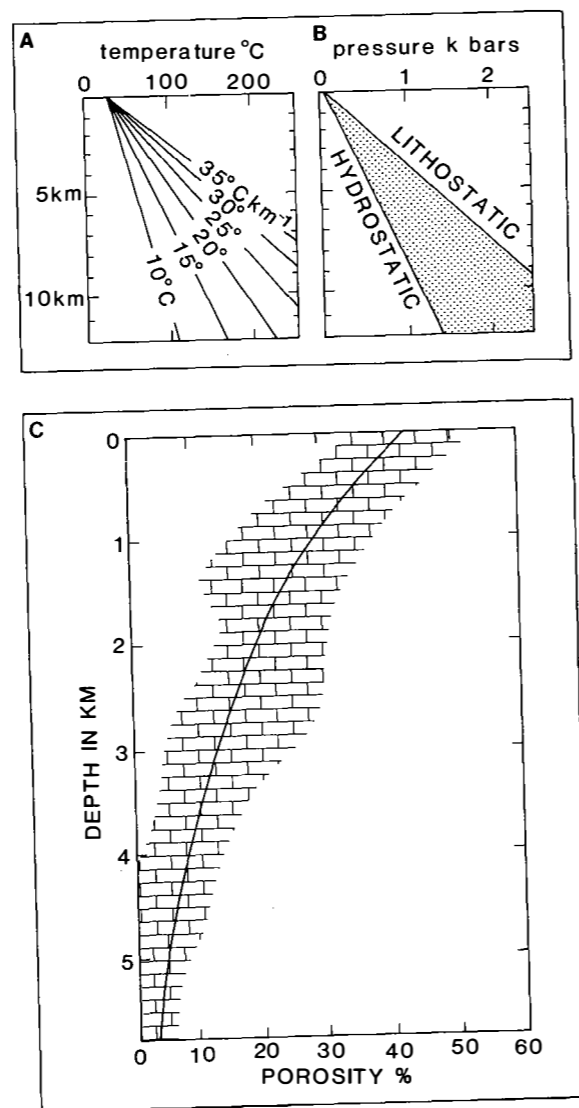 A
temperature °C
0 100 200
5km
10km
35°C km-1
30°
25°
20°
15°
10°C
B
pressure k bars
0 1 2
LITHOSTATIC
HYDROSTATIC
C
0
1
2
3
4
5
DEPTH IN KM
0 10 20 30 40 50 60
POROSITY %